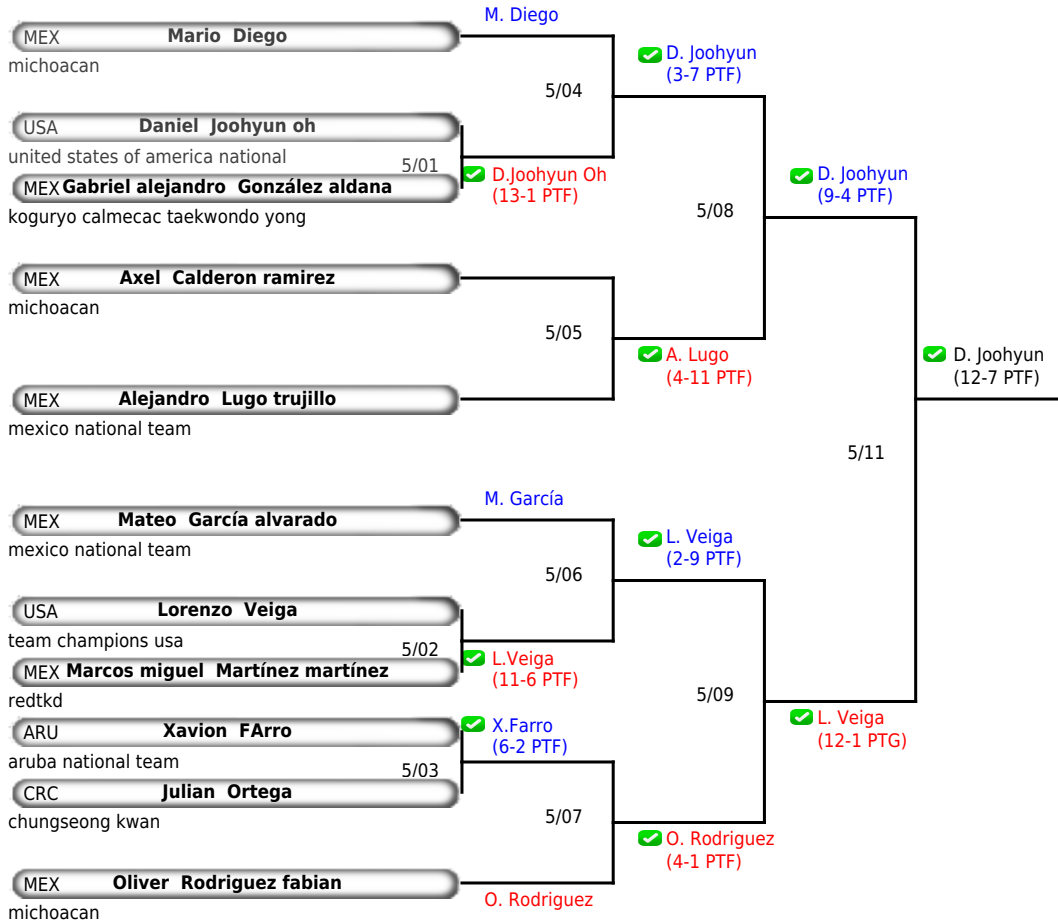 M. Diego
MEX Mario Diego
michoacan
D. Joohyun
(3-7 PTF)
5/04
USA Daniel Joohyun oh
united states of america national
5/01
D.Joohyun Oh
(13-1 PTF)
MEX Gabriel alejandro González aldana
koguryo calmecac taekwondo yong
D. Joohyun
(9-4 PTF)
5/08
MEX Axel Calderon ramirez
michoacan
5/05
A. Lugo
(4-11 PTF)
D. Joohyun
(12-7 PTF)
MEX Alejandro Lugo trujillo
mexico national team
5/11
M. García
MEX Mateo García alvarado
mexico national team
L. Veiga
(2-9 PTF)
5/06
USA Lorenzo Veiga
team champions usa
5/02
L.Veiga
(11-6 PTF)
MEX Marcos miguel Martínez martínez
redtkd
5/09
L. Veiga
(12-1 PTG)
ARU Xavion FArro
aruba national team
X.Farro
(6-2 PTF)
5/03
CRC Julian Ortega
chungseong kwan
5/07
O. Rodriguez
(4-1 PTF)
MEX Oliver Rodriguez fabian
michoacan
O. Rodriguez